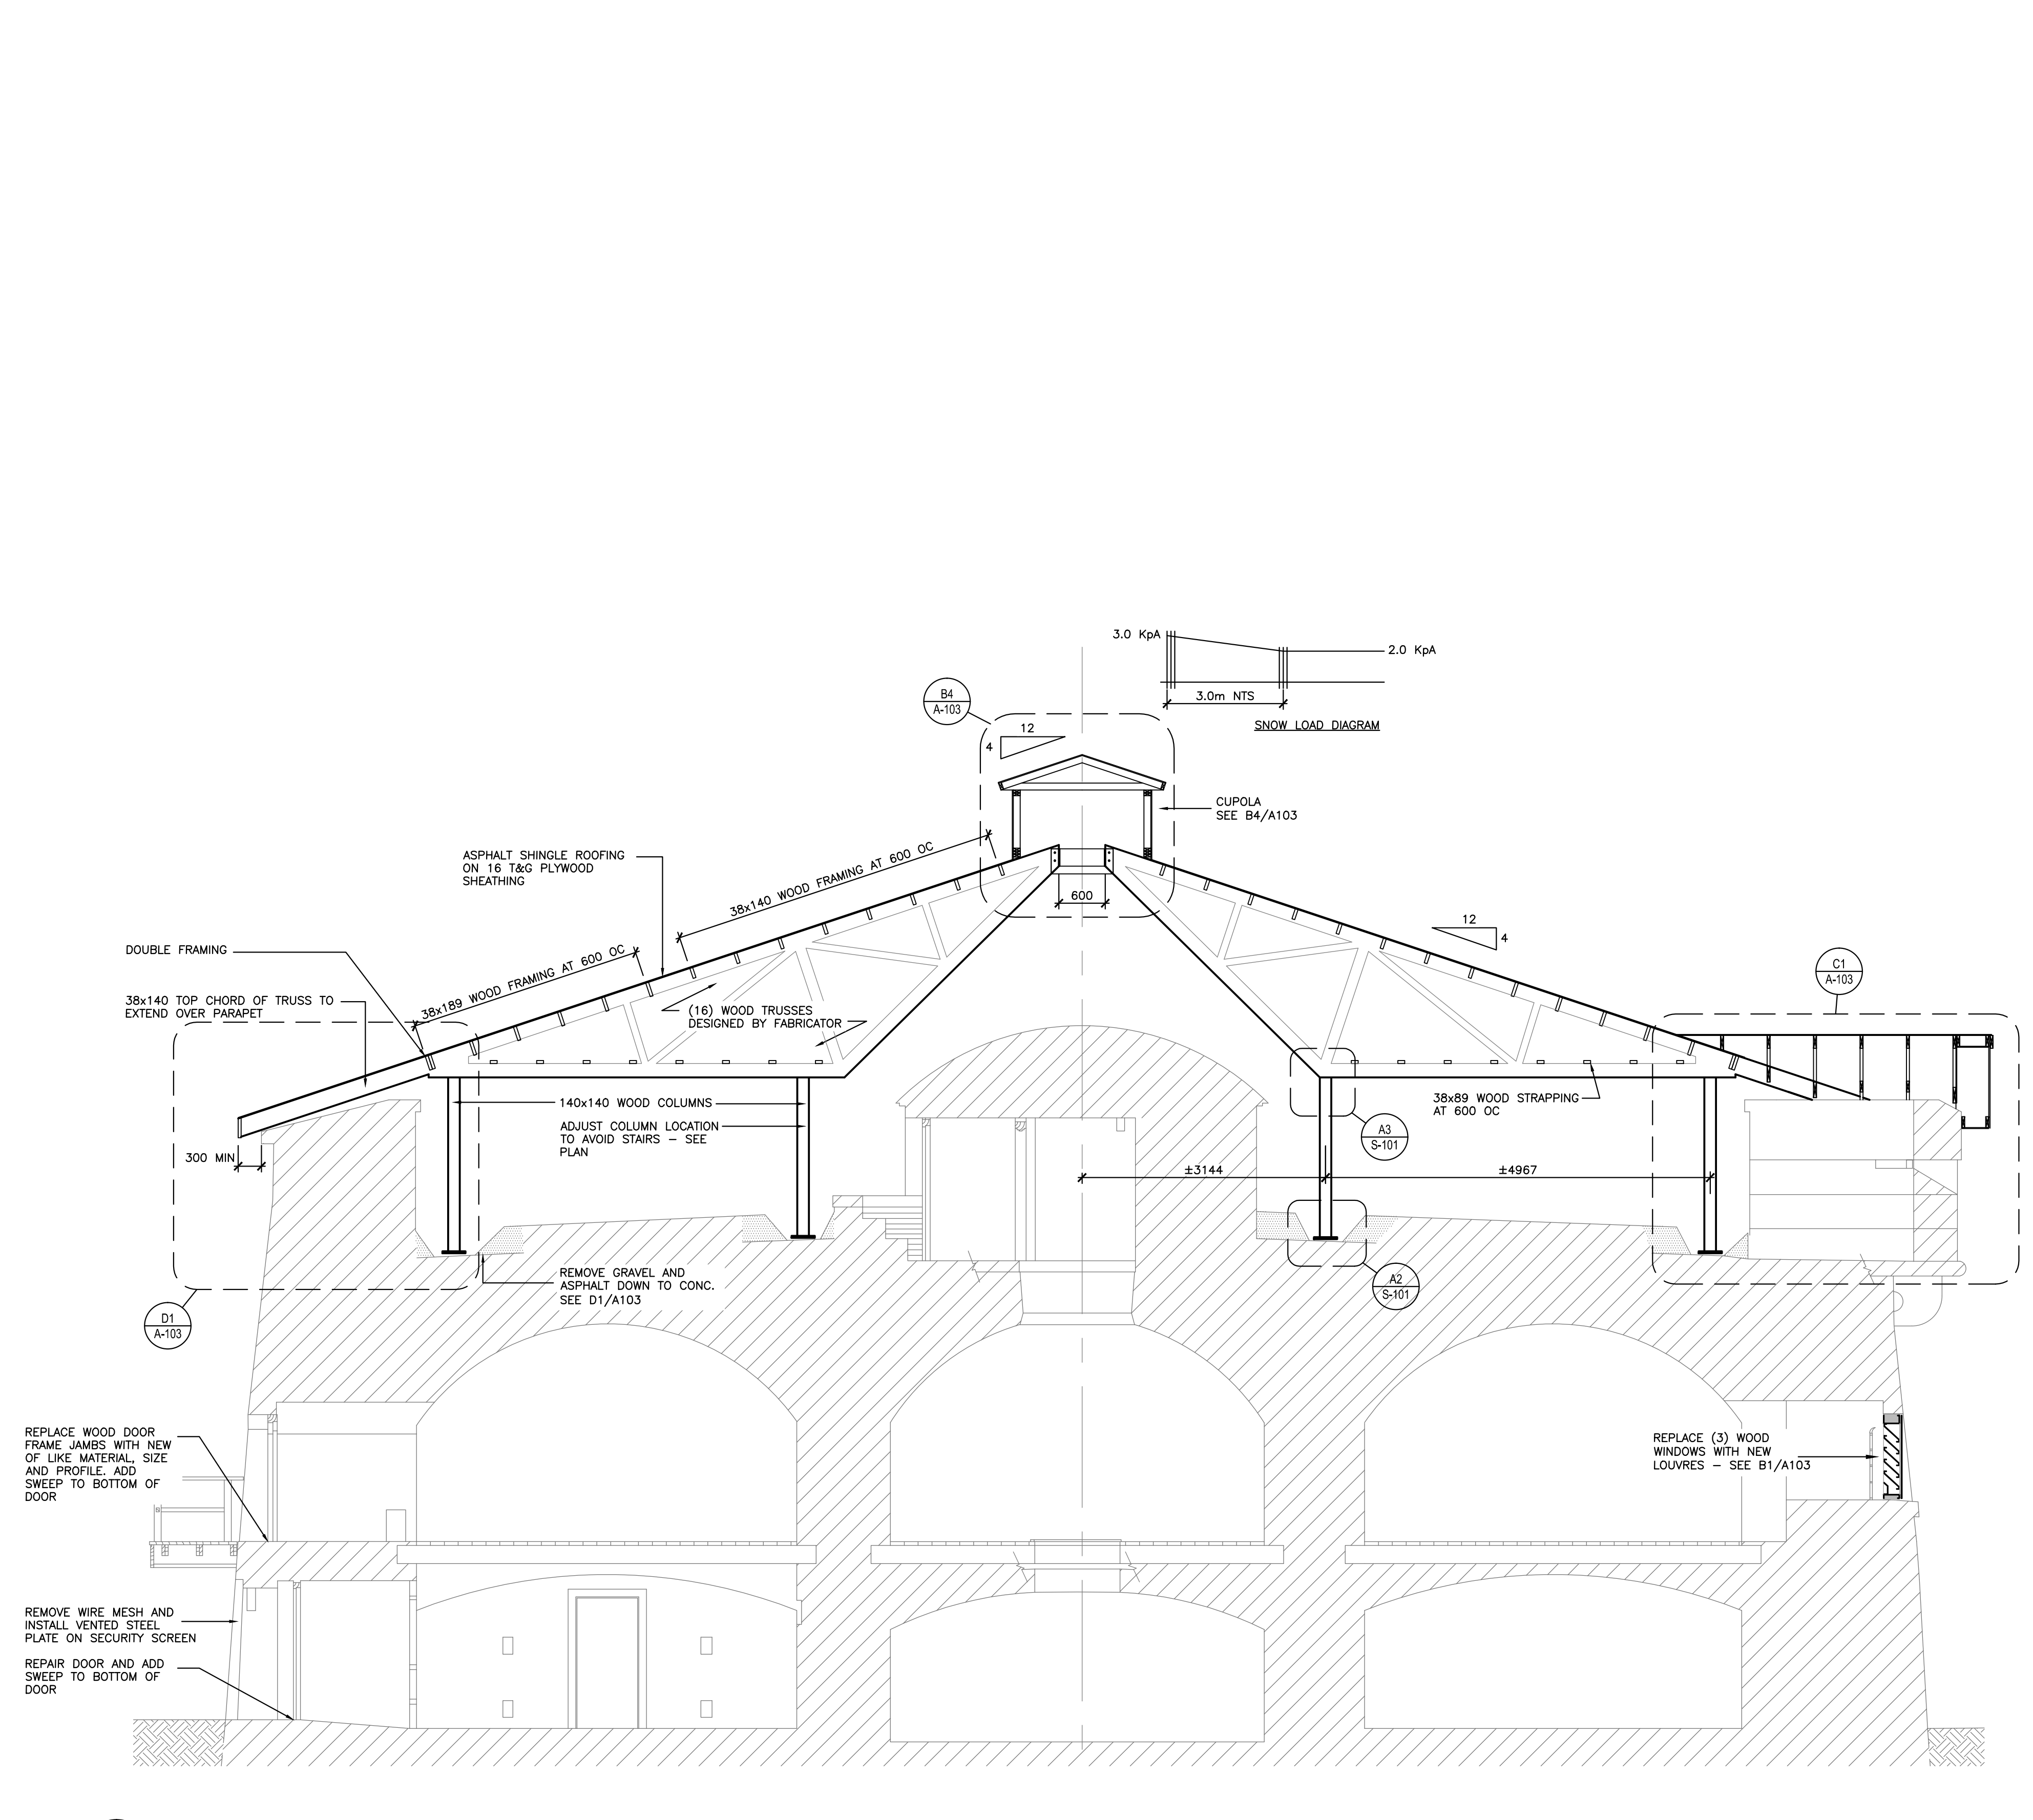 3.0 KpA
2.0 KpA
3.0m NTS
SNOW LOAD DIAGRAM
B4
A-103
12
4
CUPOLA
SEE B4/A103
ASPHALT SHINGLE ROOFING
ON 16 T&G PLYWOOD
SHEATHING
38x140 WOOD FRAMING AT 600 OC
600
12
4
DOUBLE FRAMING
38x189 WOOD FRAMING AT 600 OC
C1
A-103
38x140 TOP CHORD OF TRUSS TO
EXTEND OVER PARAPET
(16) WOOD TRUSSES
DESIGNED BY FABRICATOR
140x140 WOOD COLUMNS
38x89 WOOD STRAPPING
AT 600 OC
ADJUST COLUMN LOCATION
TO AVOID STAIRS – SEE
PLAN
A3
S-101
300 MIN
±3144
±4967
REMOVE GRAVEL AND
ASPHALT DOWN TO CONC.
SEE D1/A103
A2
S-101
D1
A-103
REPLACE WOOD DOOR
FRAME JAMBS WITH NEW
OF LIKE MATERIAL, SIZE
AND PROFILE. ADD
SWEEP TO BOTTOM OF
DOOR
REPLACE (3) WOOD
WINDOWS WITH NEW
LOUVRES – SEE B1/A103
REMOVE WIRE MESH AND
INSTALL VENTED STEEL
PLATE ON SECURITY SCREEN
REPAIR DOOR AND ADD
SWEEP TO BOTTOM OF
DOOR